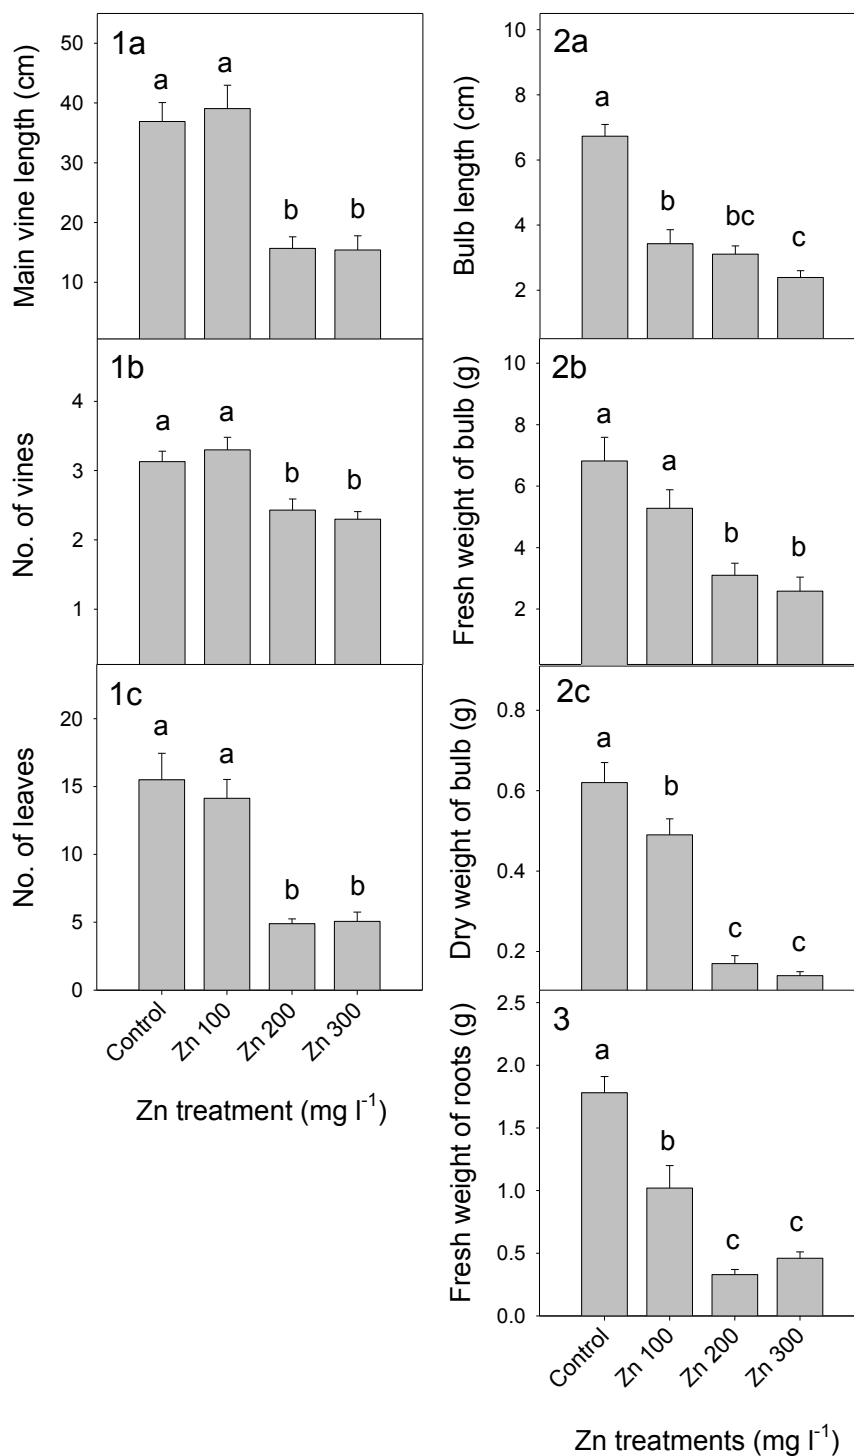 1a
Main vine length (cm)
50
40
30
20
10
a
a
b
b
1b
No. of vines
4
3
2
1
a
a
b
b
1c
No. of leaves
20
15
10
5
0
a
a
b
b
Control
Zn 100
Zn 200
Zn 300
Zn treatment (mg l⁻¹)
2a
Bulb length (cm)
10
8
6
4
2
a
b
bc
c
2b
Fresh weight of bulb (g)
10
8
6
4
2
a
a
b
b
2c
Dry weight of bulb (g)
0.8
0.6
0.4
0.2
a
b
c
c
3
Fresh weight of roots (g)
2.5
2.0
1.5
1.0
0.5
0.0
a
b
c
c
Control
Zn 100
Zn 200
Zn 300
Zn treatments (mg l⁻¹)